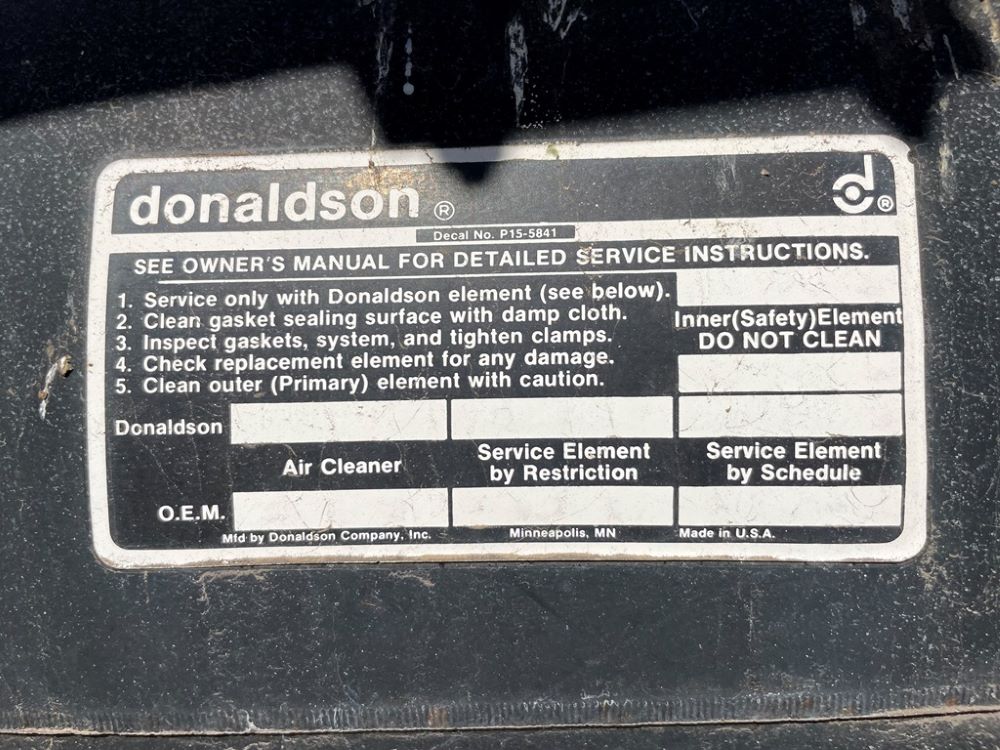 donaldson ®
d ®
Decal No. P15-5841
SEE OWNER'S MANUAL FOR DETAILED SERVICE INSTRUCTIONS.
1. Service only with Donaldson element (see below).
2. Clean gasket sealing surface with damp cloth.
3. Inspect gaskets, system, and tighten clamps.
4. Check replacement element for any damage.
5. Clean outer (Primary) element with caution.
Inner(Safety)Element
DO NOT CLEAN
Donaldson
Air Cleaner
Service Element
by Restriction
Service Element
by Schedule
O.E.M.
Mfd by Donaldson Company, Inc.
Minneapolis, MN
Made in U.S.A.